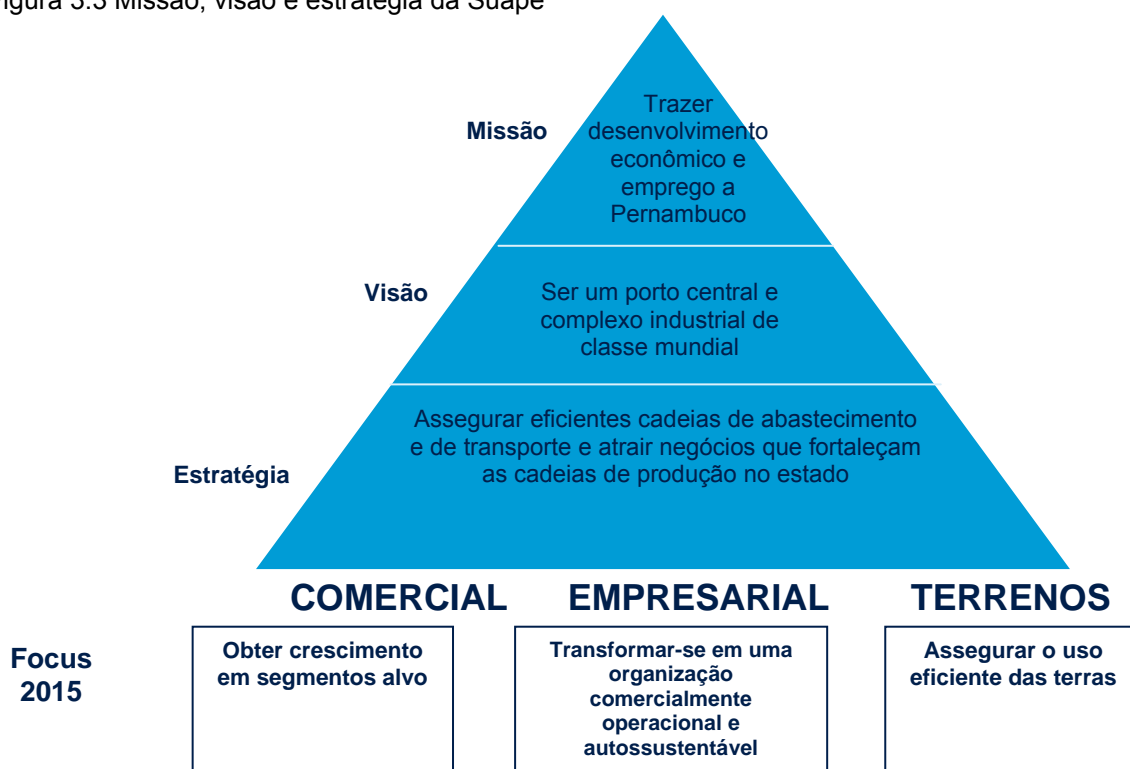 Figura 3.3 Missão, visão e estratégia da Suape
Missão
Trazer
desenvolvimento
econômico e
emprego a
Pernambuco
Visão
Ser um porto central e
complexo industrial de
classe mundial
Estratégia
Assegurar eficientes cadeias de abastecimento
e de transporte e atrair negócios que fortaleçam
as cadeias de produção no estado
COMERCIAL EMPRESARIAL TERRENOS
Focus
2015
Obter crescimento
em segmentos alvo
Transformar-se em uma
organização
comercialmente
operacional e
autossustentável
Assegurar o uso
eficiente das terras